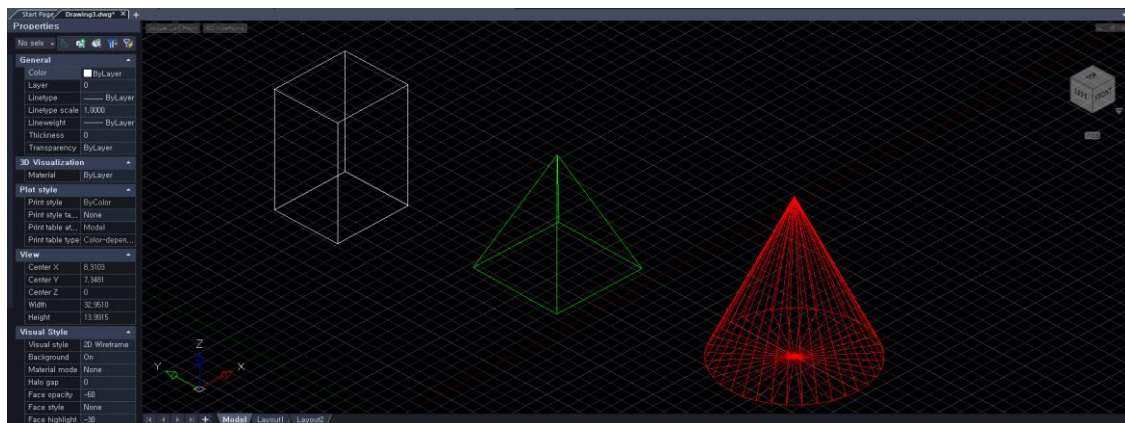 Start Page
Drawing3.dwg*
Properties
No sele
General
Color ByLayer
Layer 0
Linetype ByLayer
Linetype scale 1.0000
Lineweight ByLayer
Thickness 0
Transparency ByLayer
3D Visualization
Material ByLayer
Plot style
Print style ByColor
Print style ta... None
Print table at... Model
Print table type Color-depen...
View
Center X 8,3103
Center Y 7,3481
Center Z 0
Width 32,9510
Height 13,9915
Visual Style
Visual style 2D Wireframe
Background On
Material mode None
Halo gap 0
Face opacity -60
Face style None
Face highlight -30
Z
Y
X
TOP
LEFT
FRONT
Model
Layout1
Layout2